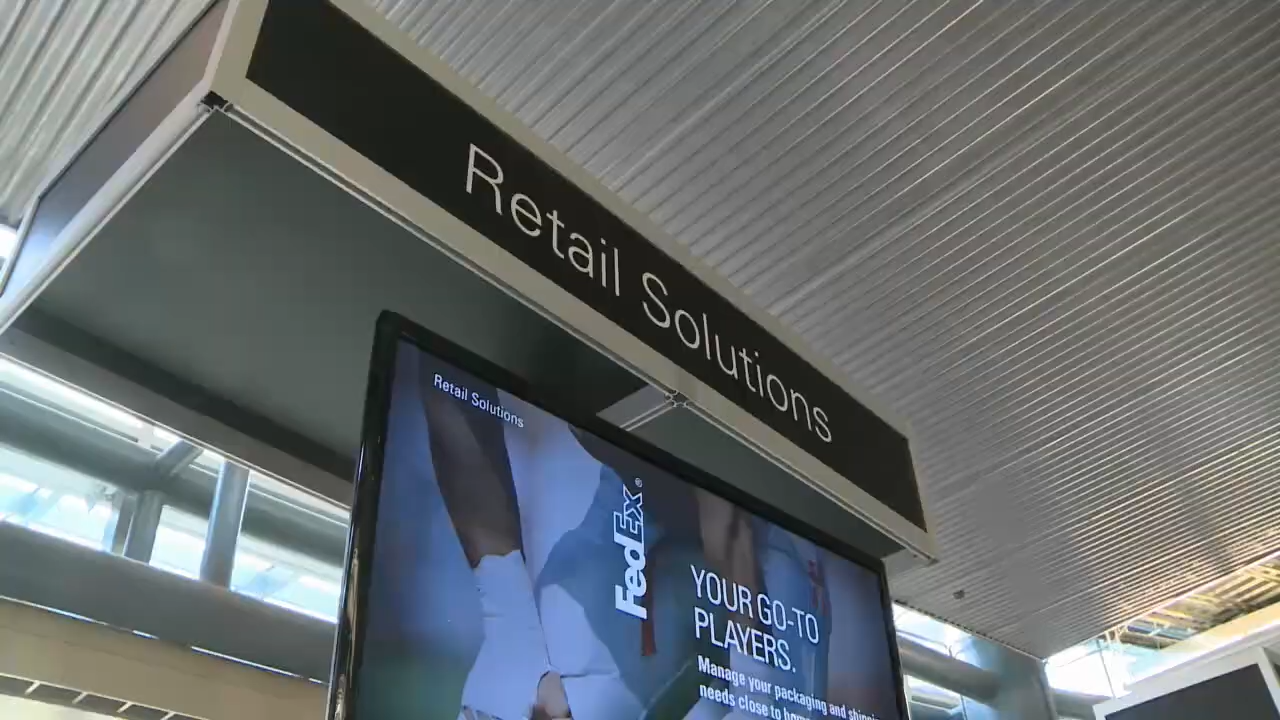 Retail Solutions
Retail Solutions
FedEx®
YOUR GO-TO
PLAYERS.
Manage your packaging and
needs close to